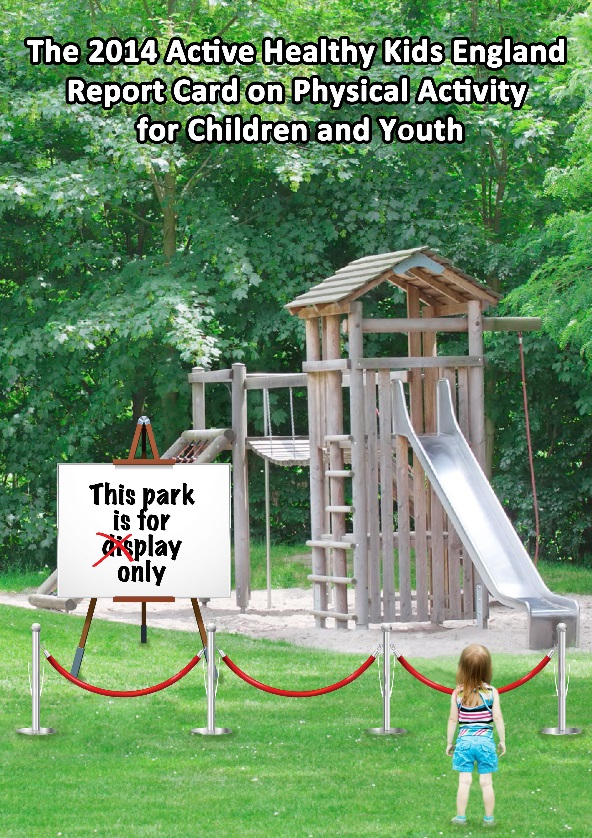 The 2014 Active Healthy Kids England
Report Card on Physical Activity
for Children and Youth
This park
is for
display
only